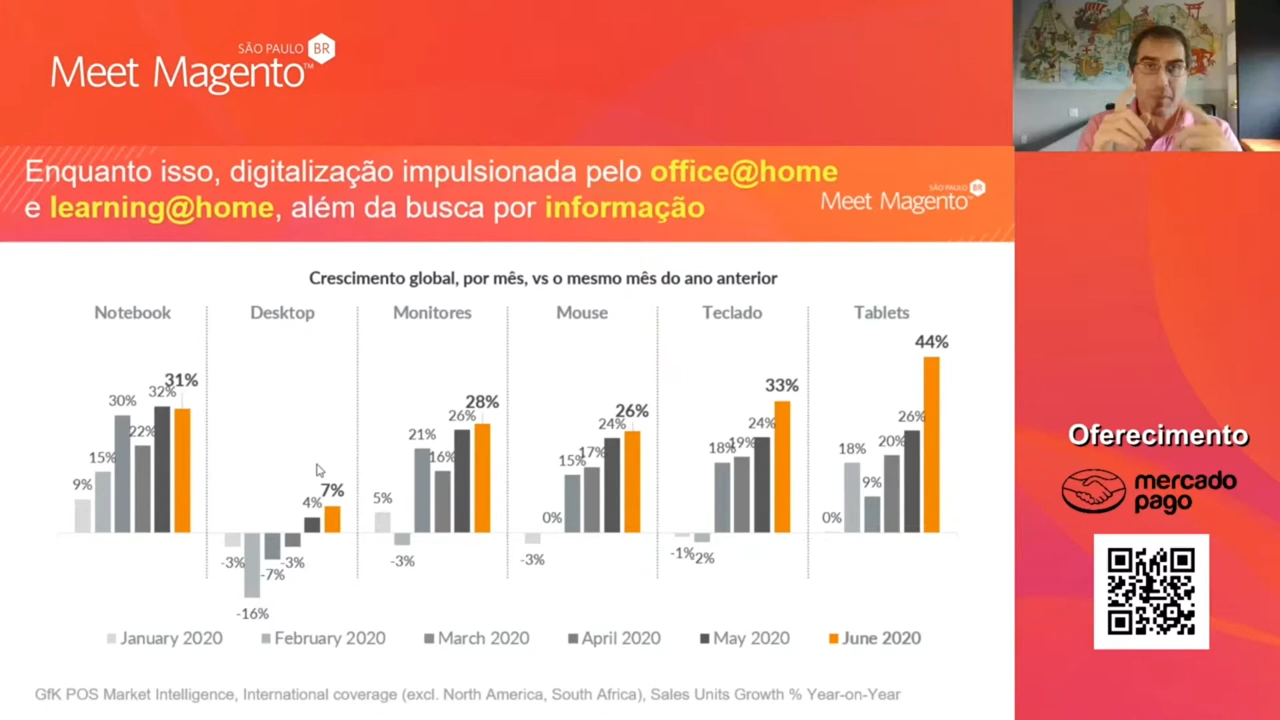 SÃO PAULO BR
Meet Magento™
Enquanto isso, digitalização impulsionada pelo office@home
e learning@home, além da busca por informação
SÃO PAULO BR
Meet Magento
Crescimento global, por mês, vs o mesmo mês do ano anterior
Notebook Desktop Monitores Mouse Teclado Tablets
9% 15% 30% 22% 32% 31%
-3% -16% -7% -3% 4% 7%
5% -3% 21% 16% 26% 28%
-3% 0% 15% 17% 24% 26%
-1% -2% 18% 19% 24% 33%
0% 18% 9% 20% 26% 44%
January 2020 February 2020 March 2020 April 2020 May 2020 June 2020
GfK POS Market Intelligence, International coverage (excl. North America, South Africa), Sales Units Growth % Year-on-Year
Oferecimento
mercado
pago